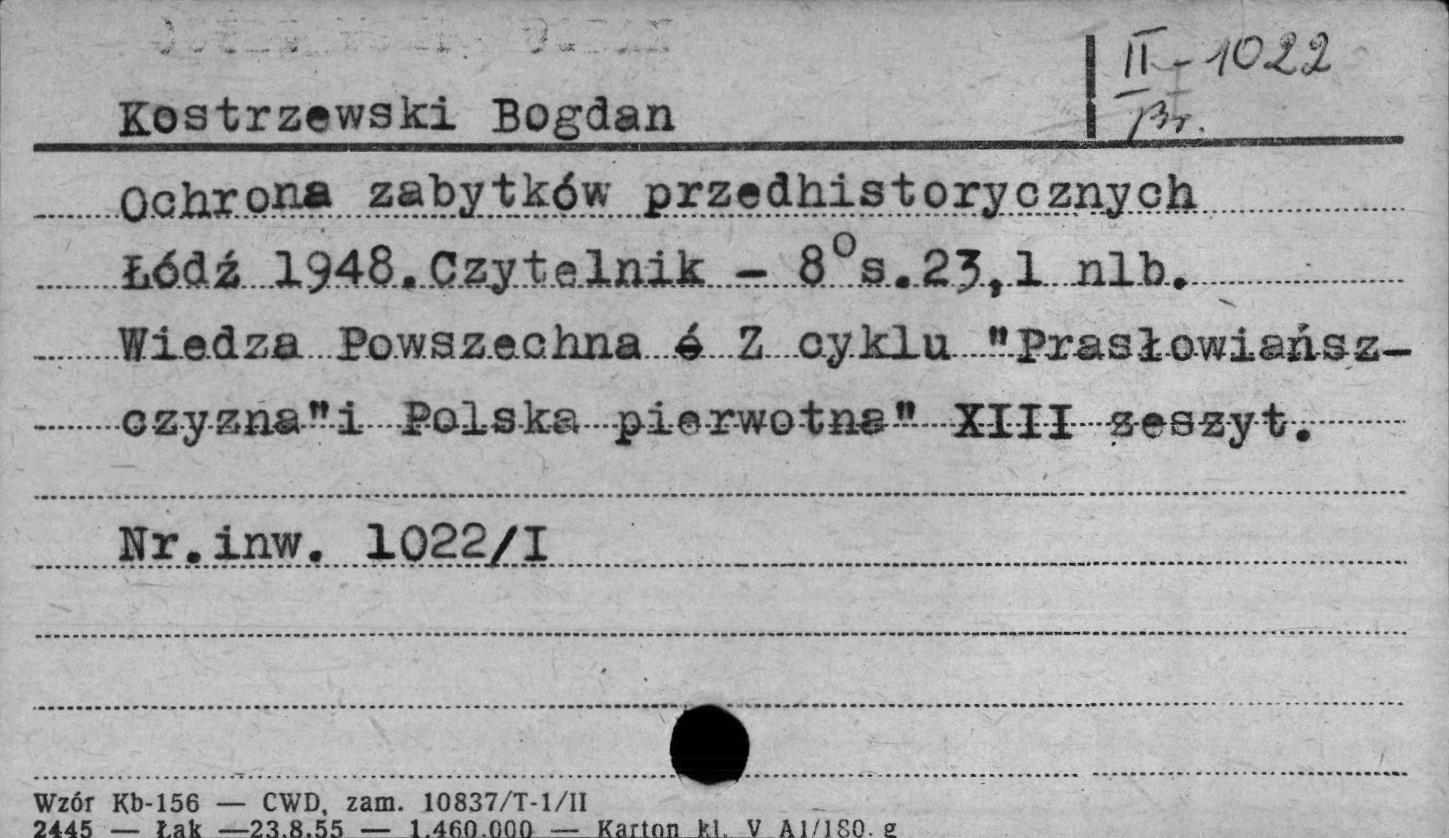 II - 1022
Kostrzewski Bogdan
br.
Ochrona zabytków przedhistorycznych
Łódź 1948.Czytelnik - 8°s.23,1 nlb.
Wiedza Powszechna é Z cyklu "Prasłowiańsz-
czyzna"i Polska pierwotna" XIII zeszyt.
Nr.inw. 1022/I
Wzór Kb-156 — CWD, zam. 10837/T-1/II
2445 — Łąk —23.8.55 — 1.460.000 — Karton kl. V A1/180 g